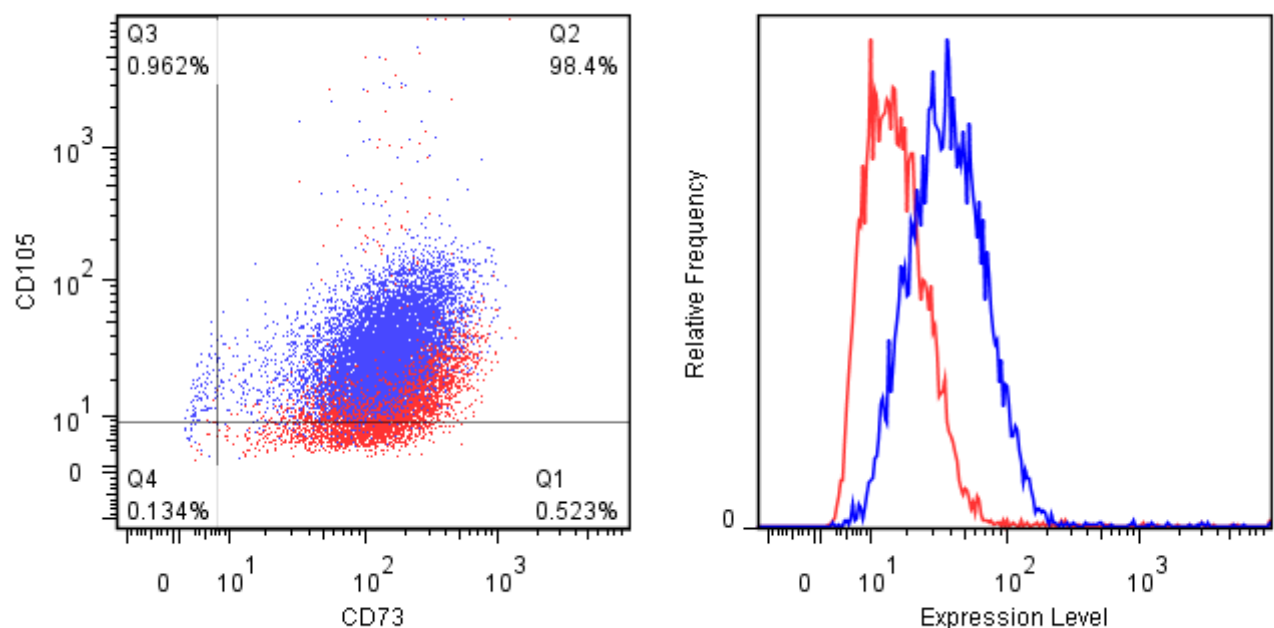 Q3
0.962%
Q2
98.4%
10³
10²
10¹
0
CD105
Q4
0.134%
Q1
0.523%
0 10¹ 10² 10³
CD73
Relative Frequency
0
0 10¹ 10² 10³
Expression Level